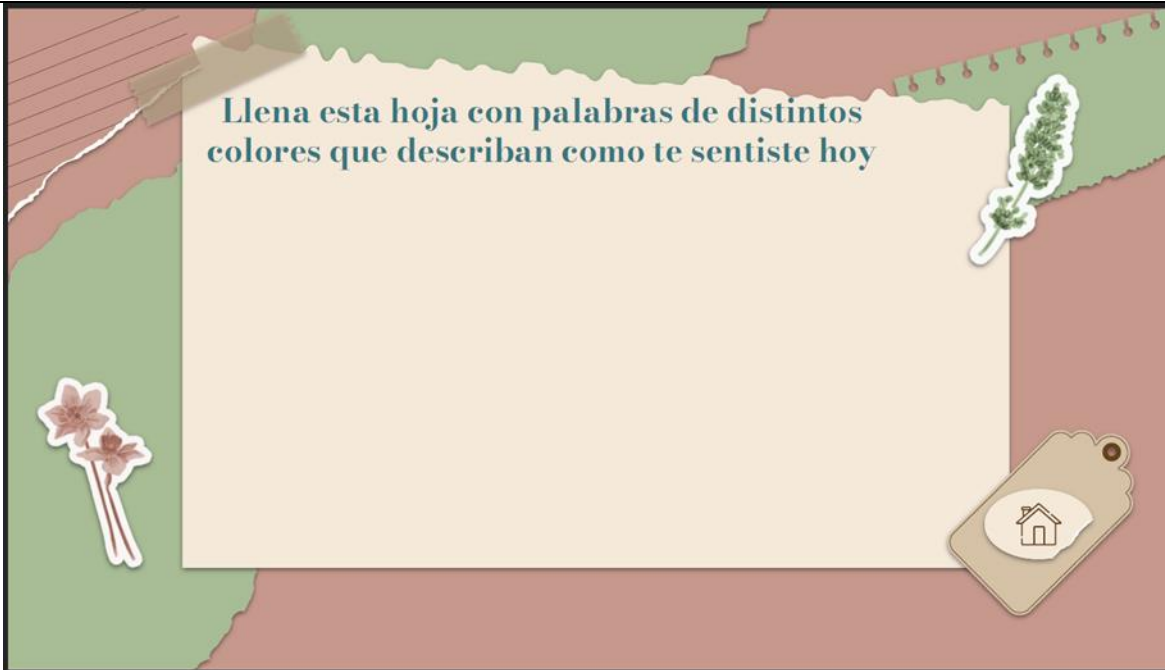 Llena esta hoja con palabras de distintos
colores que describan como te sentiste hoy